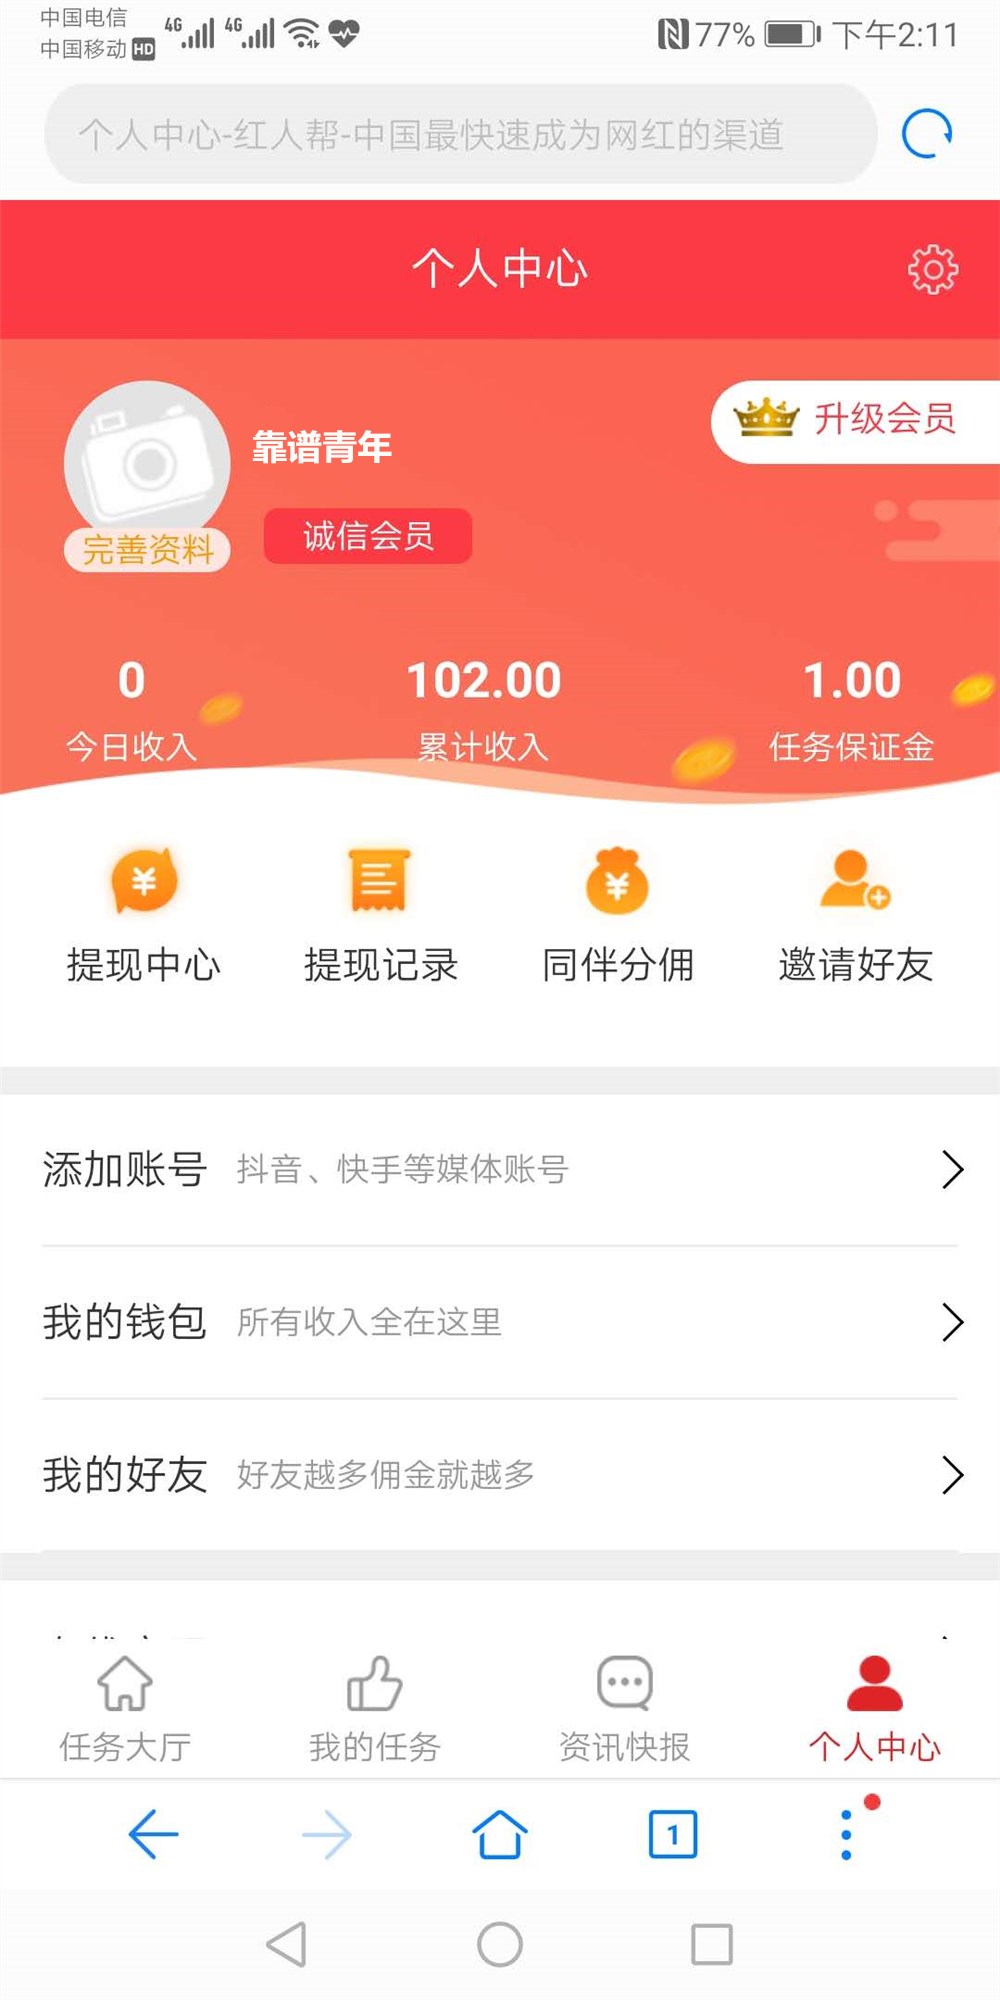 中国电信
中国移动 HD 4G 4G 77% 下午2:11
个人中心-红人帮-中国最快速成为网红的渠道
个人中心
升级会员
靠谱青年
诚信会员
完善资料
0 102.00 1.00
今日收入 累计收入 任务保证金
提现中心 提现记录 同伴分佣 邀请好友
添加账号 抖音、快手等媒体账号
我的钱包 所有收入全在这里
我的好友 好友越多佣金就越多
任务大厅 我的任务 资讯快报 个人中心
1